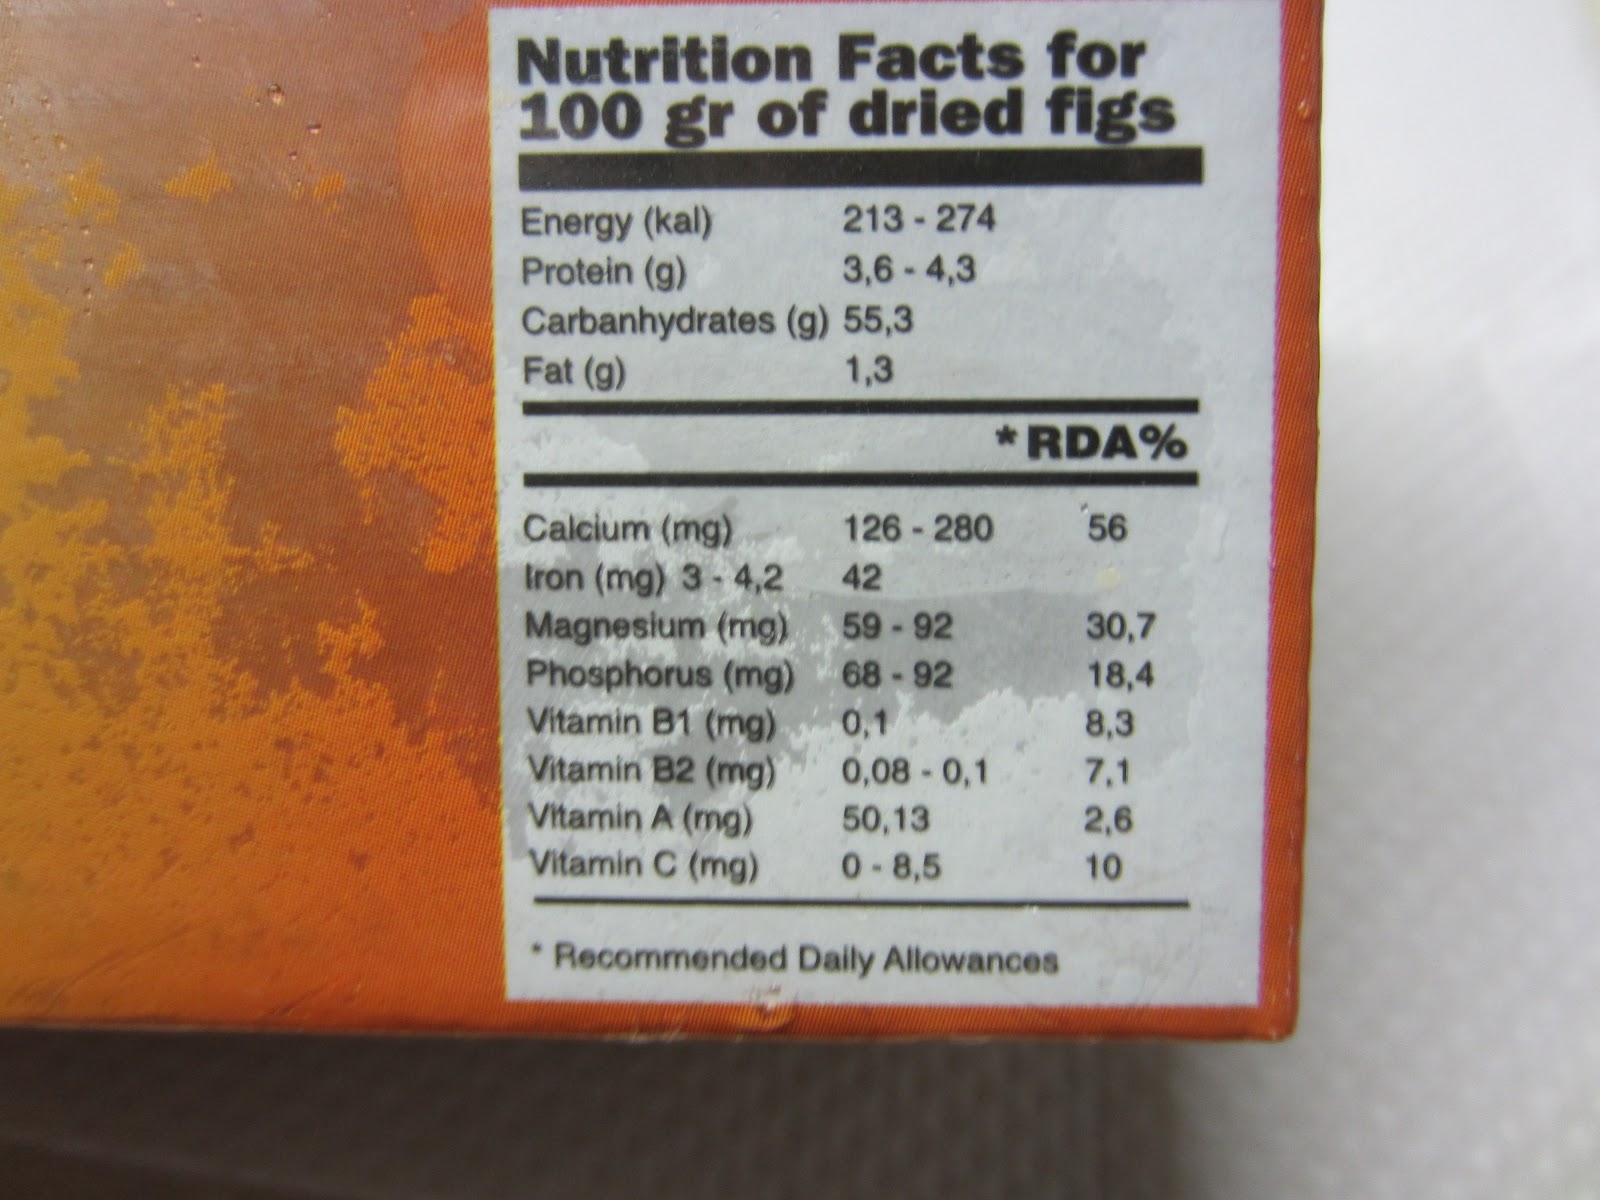 Nutrition Facts for
100 gr of dried figs
Energy (kal) 213 - 274
Protein (g) 3,6 - 4,3
Carbanhydrates (g) 55,3
Fat (g) 1,3
* RDA%
Calcium (mg) 126 - 280 56
Iron (mg) 3 - 4,2 42
Magnesium (mg) 59 - 92 30,7
Phosphorus (mg) 68 - 92 18,4
Vitamin B1 (mg) 0,1 8,3
Vitamin B2 (mg) 0,08 - 0,1 7,1
Vitamin A (mg) 50,13 2,6
Vitamin C (mg) 0 - 8,5 10
* Recommended Daily Allowances